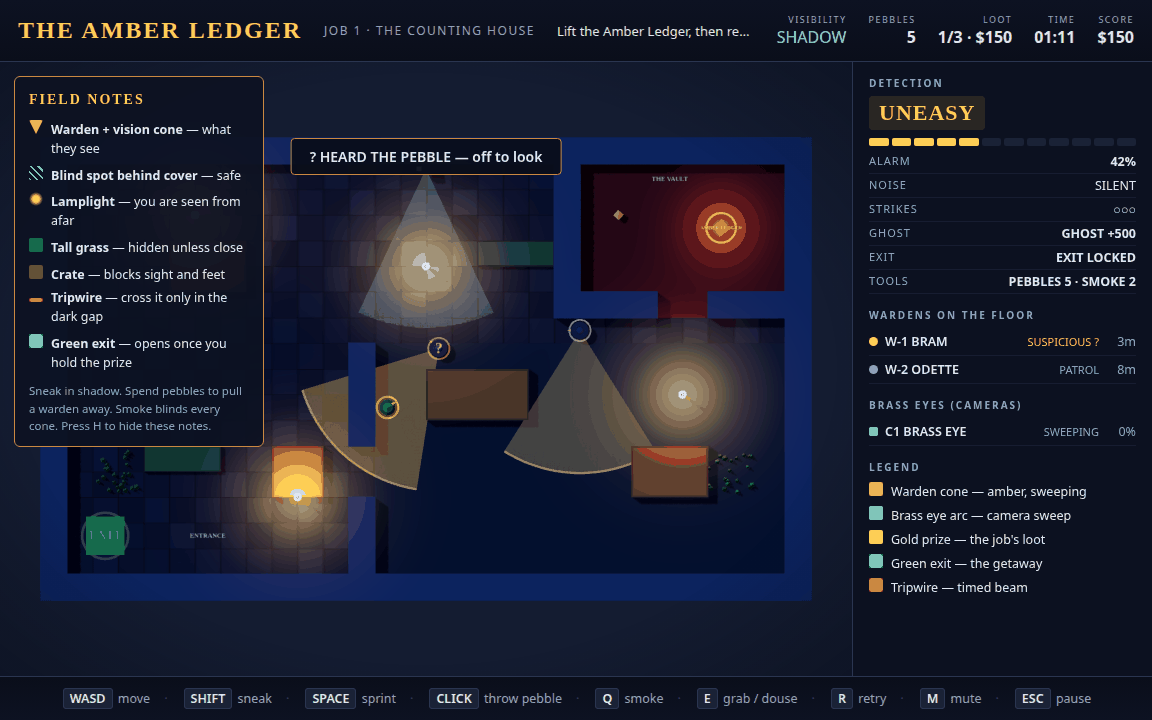 THE AMBER LEDGER
JOB 1 · THE COUNTING HOUSE
Lift the Amber Ledger, then re...
VISIBILITY
SHADOW
PEBBLES
5
LOOT
1/3 · $150
TIME
01:11
SCORE
$150
FIELD NOTES
Warden + vision cone — what
they see
Blind spot behind cover — safe
Lamplight — you are seen from
afar
Tall grass — hidden unless close
Crate — blocks sight and feet
Tripwire — cross it only in the
dark gap
Green exit — opens once you
hold the prize
Sneak in shadow. Spend pebbles to pull
a warden away. Smoke blinds every
cone. Press H to hide these notes.
? HEARD THE PEBBLE — off to look
THE VAULT
?
ENTRANCE
DETECTION
UNEASY
ALARM 42%
NOISE SILENT
STRIKES ○○○
GHOST GHOST +500
EXIT EXIT LOCKED
TOOLS PEBBLES 5 · SMOKE 2
WARDENS ON THE FLOOR
W-1 BRAM SUSPICIOUS ? 3m
W-2 ODETTE PATROL 8m
BRASS EYES (CAMERAS)
C1 BRASS EYE SWEEPING 0%
LEGEND
Warden cone — amber, sweeping
Brass eye arc — camera sweep
Gold prize — the job's loot
Green exit — the getaway
Tripwire — timed beam
WASD move · SHIFT sneak · SPACE sprint · CLICK throw pebble · Q smoke · E grab / douse · R retry · M mute · ESC pause